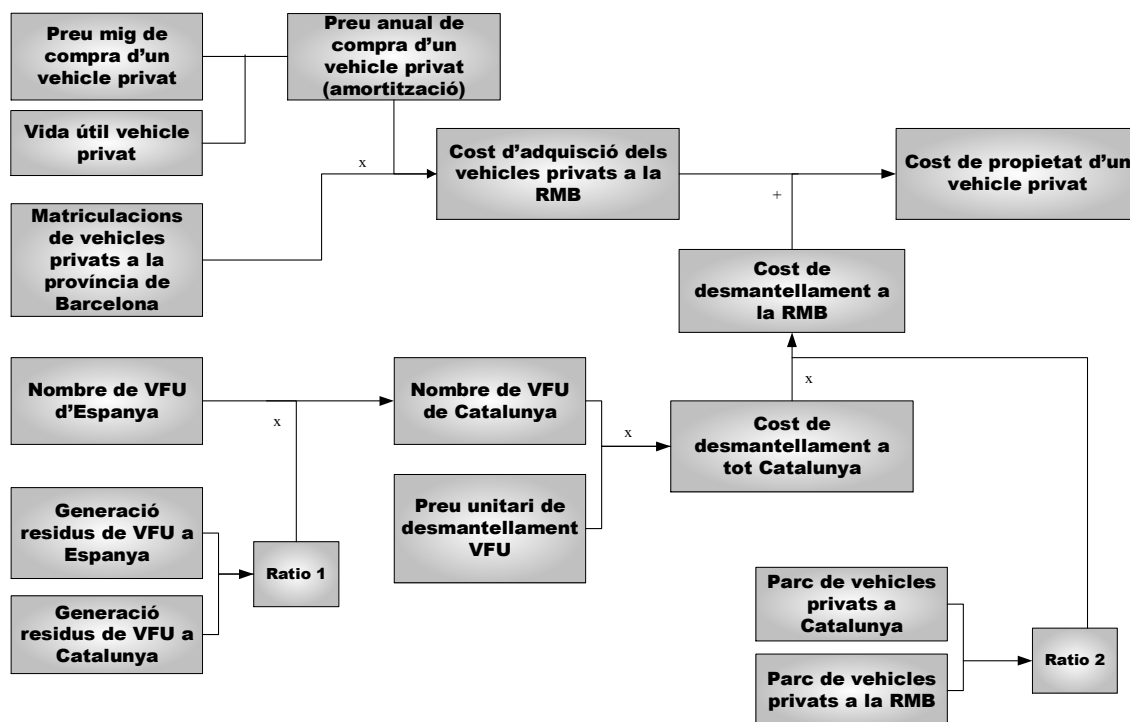 Preu mig de
compra d'un
vehicle privat
Preu anual de
compra d'un
vehicle privat
(amortització)
Vida útil vehicle
privat
x
Cost d'adquiscó dels
vehicles privats a la
RMB
Cost de propietat d'un
vehicle privat
+
Matriculacions
de vehicles
privats a la
província de
Barcelona
Cost de
desmantellament a
la RMB
Nombre de VFU
d'Espanya
x
Nombre de VFU
de Catalunya
x
x
Cost de
desmantellament a
tot Catalunya
Generació
residus de VFU a
Espanya
Preu unitari de
desmantellament
VFU
Ratio 1
Generació
residus de VFU a
Catalunya
Parc de vehicles
privats a
Catalunya
Ratio 2
Parc de vehicles
privats a la RMB